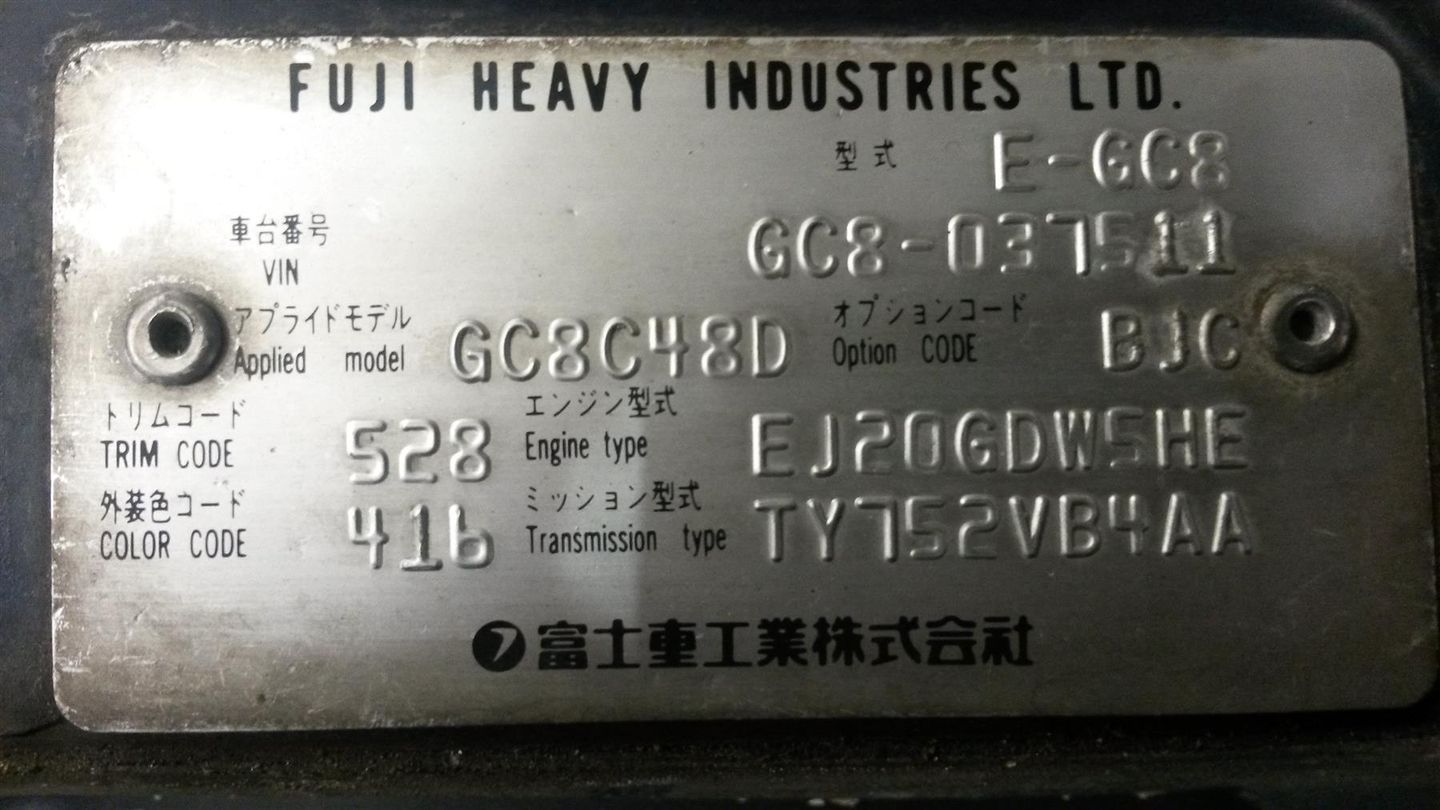 FUJI HEAVY INDUSTRIES LTD.
型式 E-GC8
車台番号
VIN GC8-037511
アプライドモデル
Applied model GC8C48D
オプションコード
Option CODE BJC
トリムコード
TRIM CODE 528
エンジン型式
Engine type EJ20GDW5HE
外装色コード
COLOR CODE 416
ミッション型式
Transmission type TY752VB4AA
富士重工業株式会社